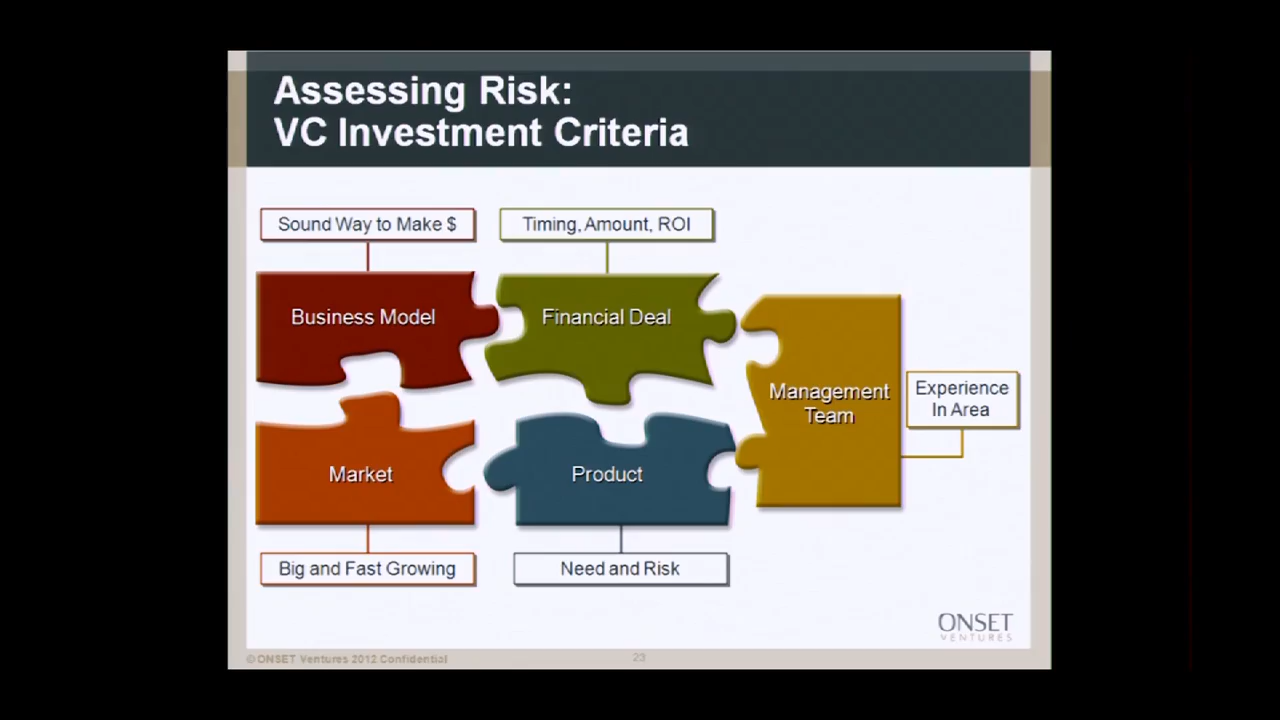 Assessing Risk:
VC Investment Criteria
Sound Way to Make $
Timing, Amount, ROI
Business Model
Financial Deal
Management
Team
Experience
In Area
Market
Product
Big and Fast Growing
Need and Risk
ONSET
VENTURES
© ONSET Ventures 2012 Confidential
23